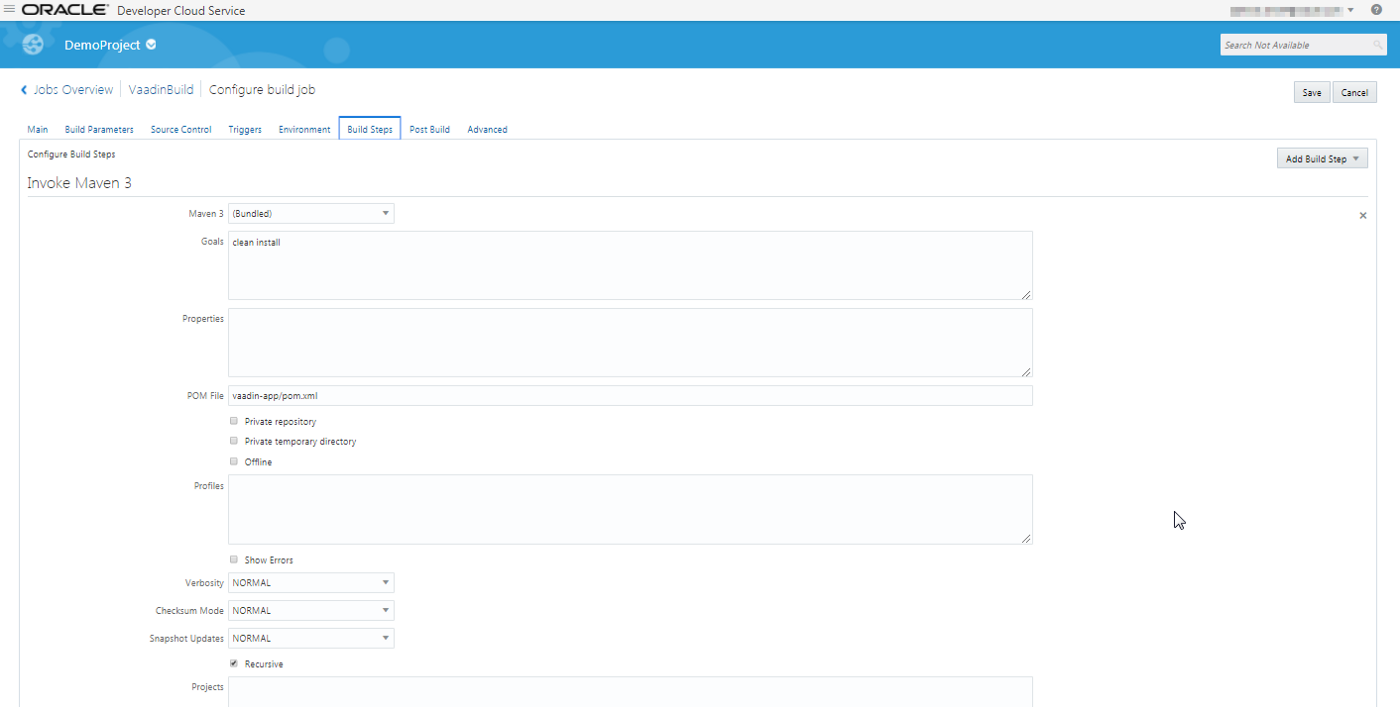 ORACLE® Developer Cloud Service
DemoProject
Search Not Available
Jobs Overview VaadinBuild Configure build job
Save Cancel
Main Build Parameters Source Control Triggers Environment Build Steps Post Build Advanced
Configure Build Steps
Add Build Step
Invoke Maven 3
Maven 3 (Bundled)
Goals clean install
Properties
POM File vaadin-app/pom.xml
Private repository
Private temporary directory
Offline
Profiles
Show Errors
Verbosity NORMAL
Checksum Mode NORMAL
Snapshot Updates NORMAL
Recursive
Projects